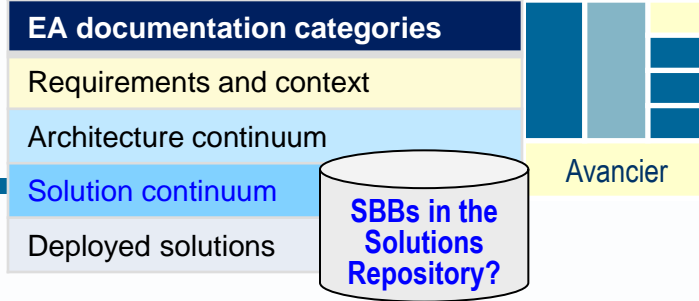 EA documentation categories
Requirements and context
Architecture continuum
Solution continuum
Deployed solutions
SBBs in the
Solutions
Repository?
Avancier